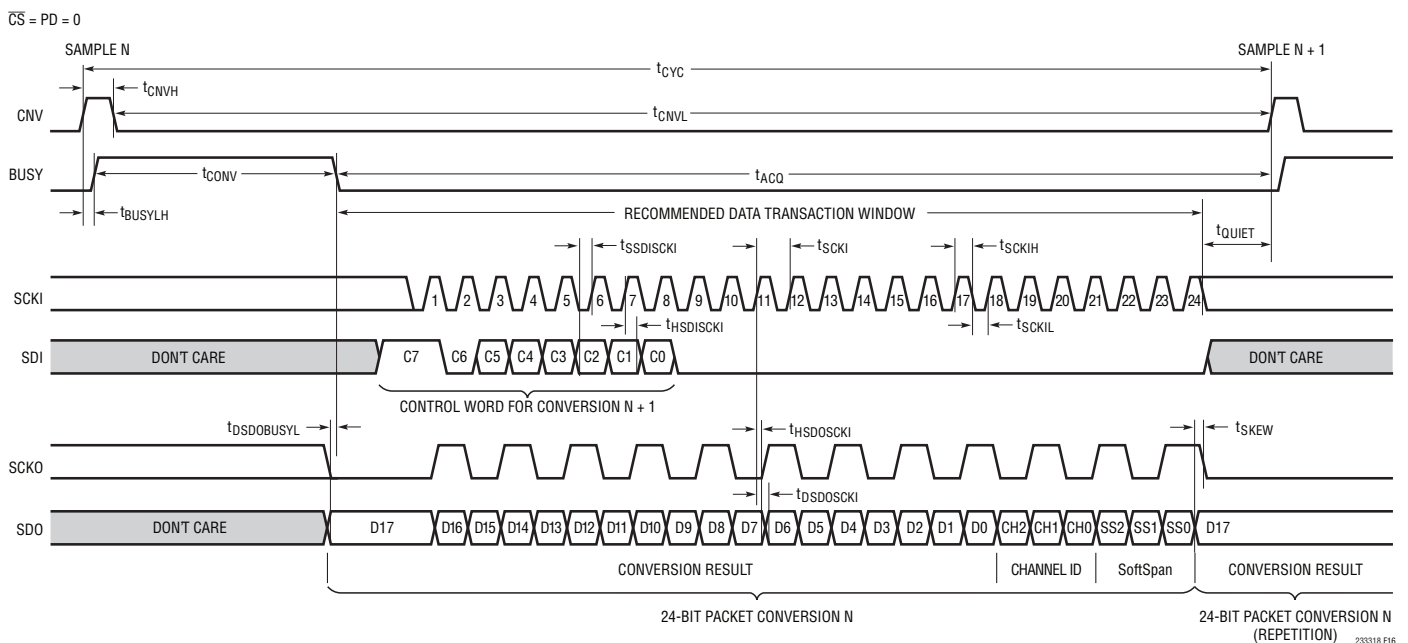 CS = PD = 0
SAMPLE N
SAMPLE N + 1
tCYC
tCNVH
CNV
tCNVL
BUSY
tCONV
tACQ
tBUSYLH
RECOMMENDED DATA TRANSACTION WINDOW
tQUIET
tSSDISCKI
tSCKI
tSCKIH
SCKI
1 2 3 4 5 6 7 8 9 10 11 12 13 14 15 16 17 18 19 20 21 22 23 24
tHSDISCKI
tSCKIL
SDI
DON'T CARE
C7 C6 C5 C4 C3 C2 C1 C0
DON'T CARE
CONTROL WORD FOR CONVERSION N + 1
tDSDOBUSYL
tHSDOSCKI
tSKEW
SCKO
tDSDOSCKI
SDO
DON'T CARE
D17 D16 D15 D14 D13 D12 D11 D10 D9 D8 D7 D6 D5 D4 D3 D2 D1 D0 CH2 CH1 CH0 SS2 SS1 SS0 D17
CONVERSION RESULT
CHANNEL ID
SoftSpan
CONVERSION RESULT
24-BIT PACKET CONVERSION N
24-BIT PACKET CONVERSION N
(REPETITION)
233318 F16